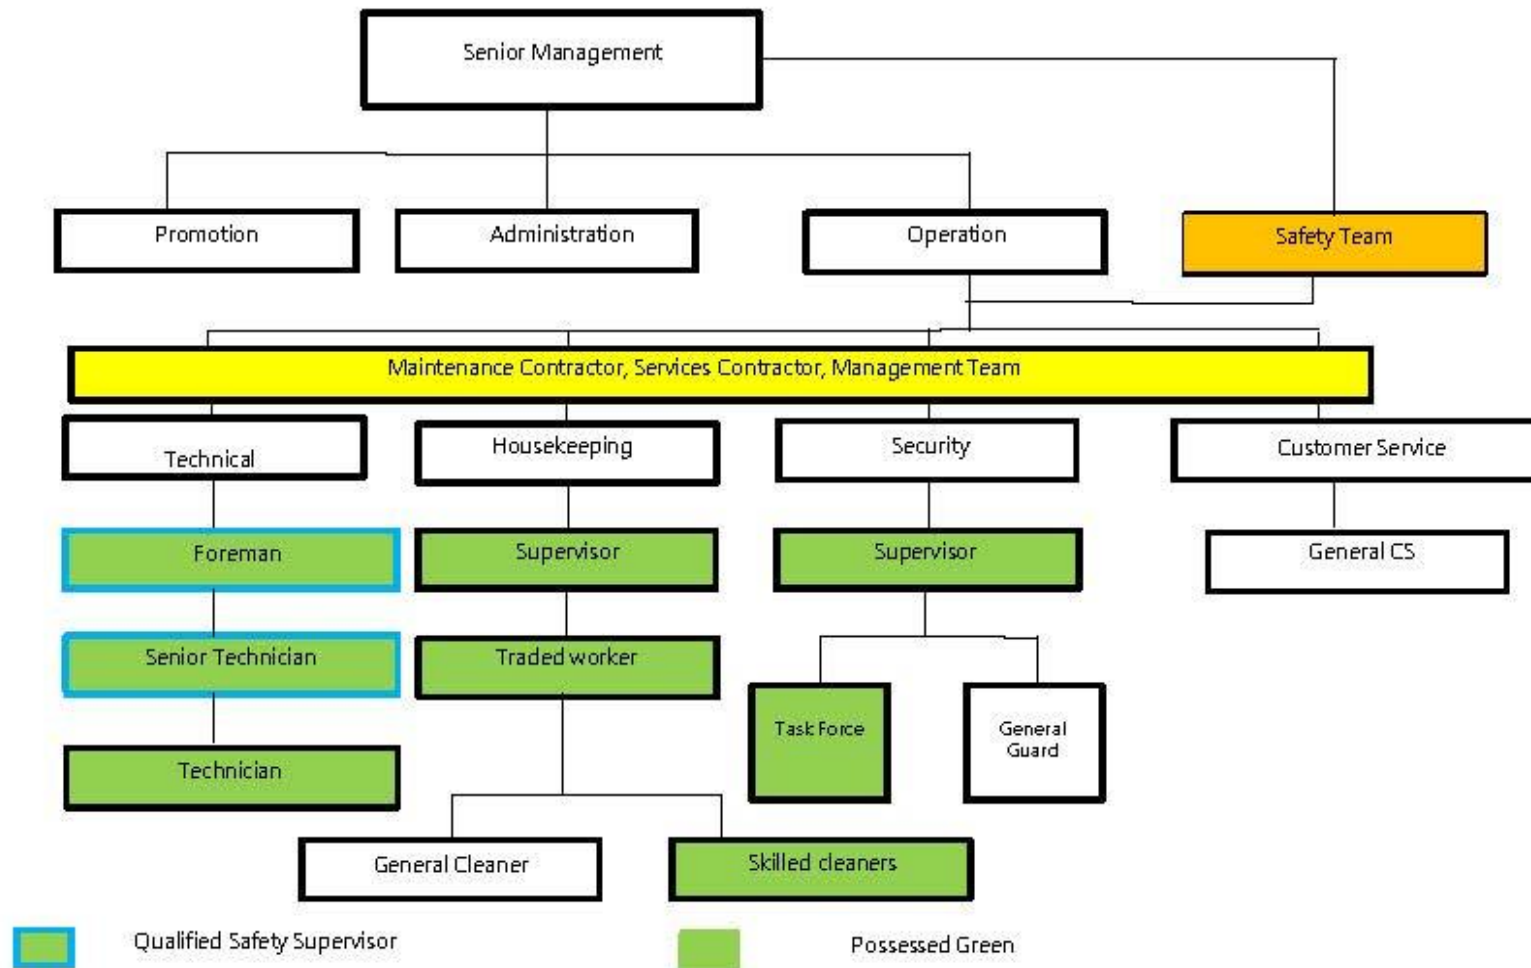 Senior Management
Promotion
Administration
Operation
Safety Team
Maintenance Contractor, Services Contractor, Management Team
Technical
Housekeeping
Security
Customer Service
Foreman
Supervisor
Supervisor
General CS
Senior Technician
Traded worker
Task Force
General
Guard
Technician
General Cleaner
Skilled cleaners
Qualified Safety Supervisor
Possessed Green